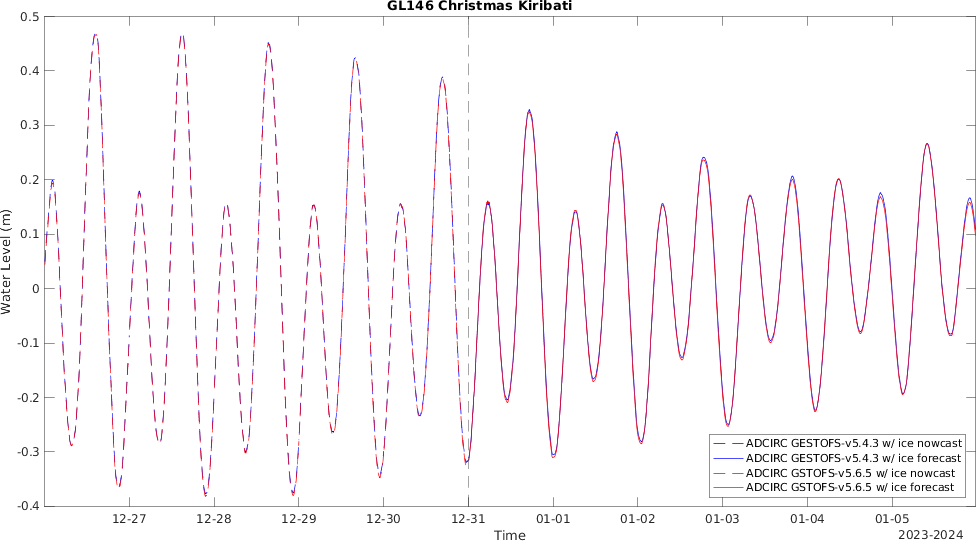 GL146 Christmas Kiribati
0.5
0.4
0.3
0.2
0.1
0
-0.1
-0.2
-0.3
-0.4
Water Level (m)
ADCIRC GESTOFS-v5.4.3 w/ ice nowcast
ADCIRC GESTOFS-v5.4.3 w/ ice forecast
ADCIRC GSTOFS-v5.6.5 w/ ice nowcast
ADCIRC GSTOFS-v5.6.5 w/ ice forecast
12-27 12-28 12-29 12-30 12-31 01-01 01-02 01-03 01-04 01-05
Time
2023-2024